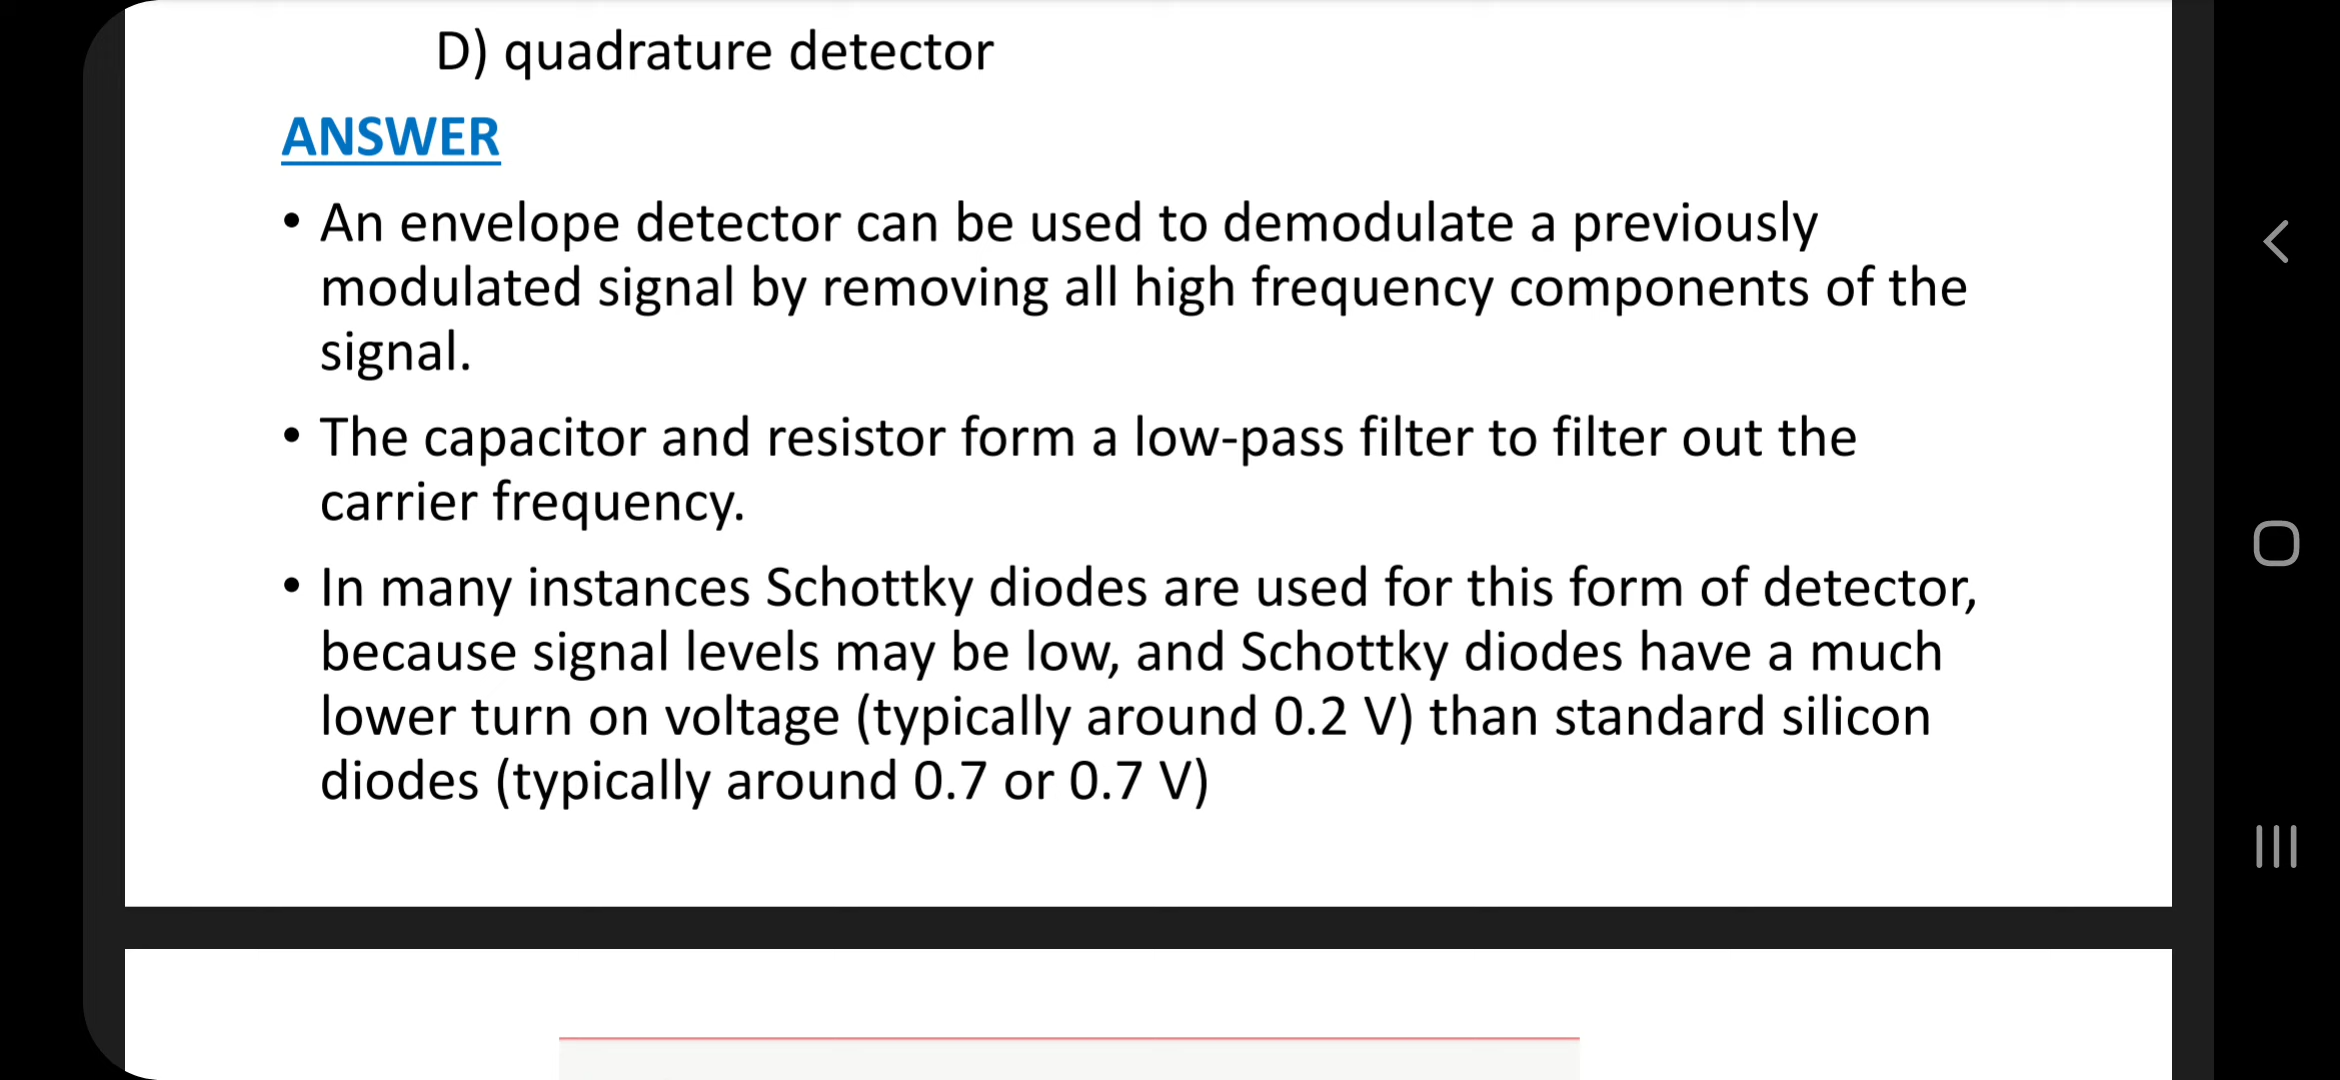 D) quadrature detector
ANSWER
• An envelope detector can be used to demodulate a previously
modulated signal by removing all high frequency components of the
signal.
• The capacitor and resistor form a low-pass filter to filter out the
carrier frequency.
• In many instances Schottky diodes are used for this form of detector,
because signal levels may be low, and Schottky diodes have a much
lower turn on voltage (typically around 0.2 V) than standard silicon
diodes (typically around 0.7 or 0.7 V)